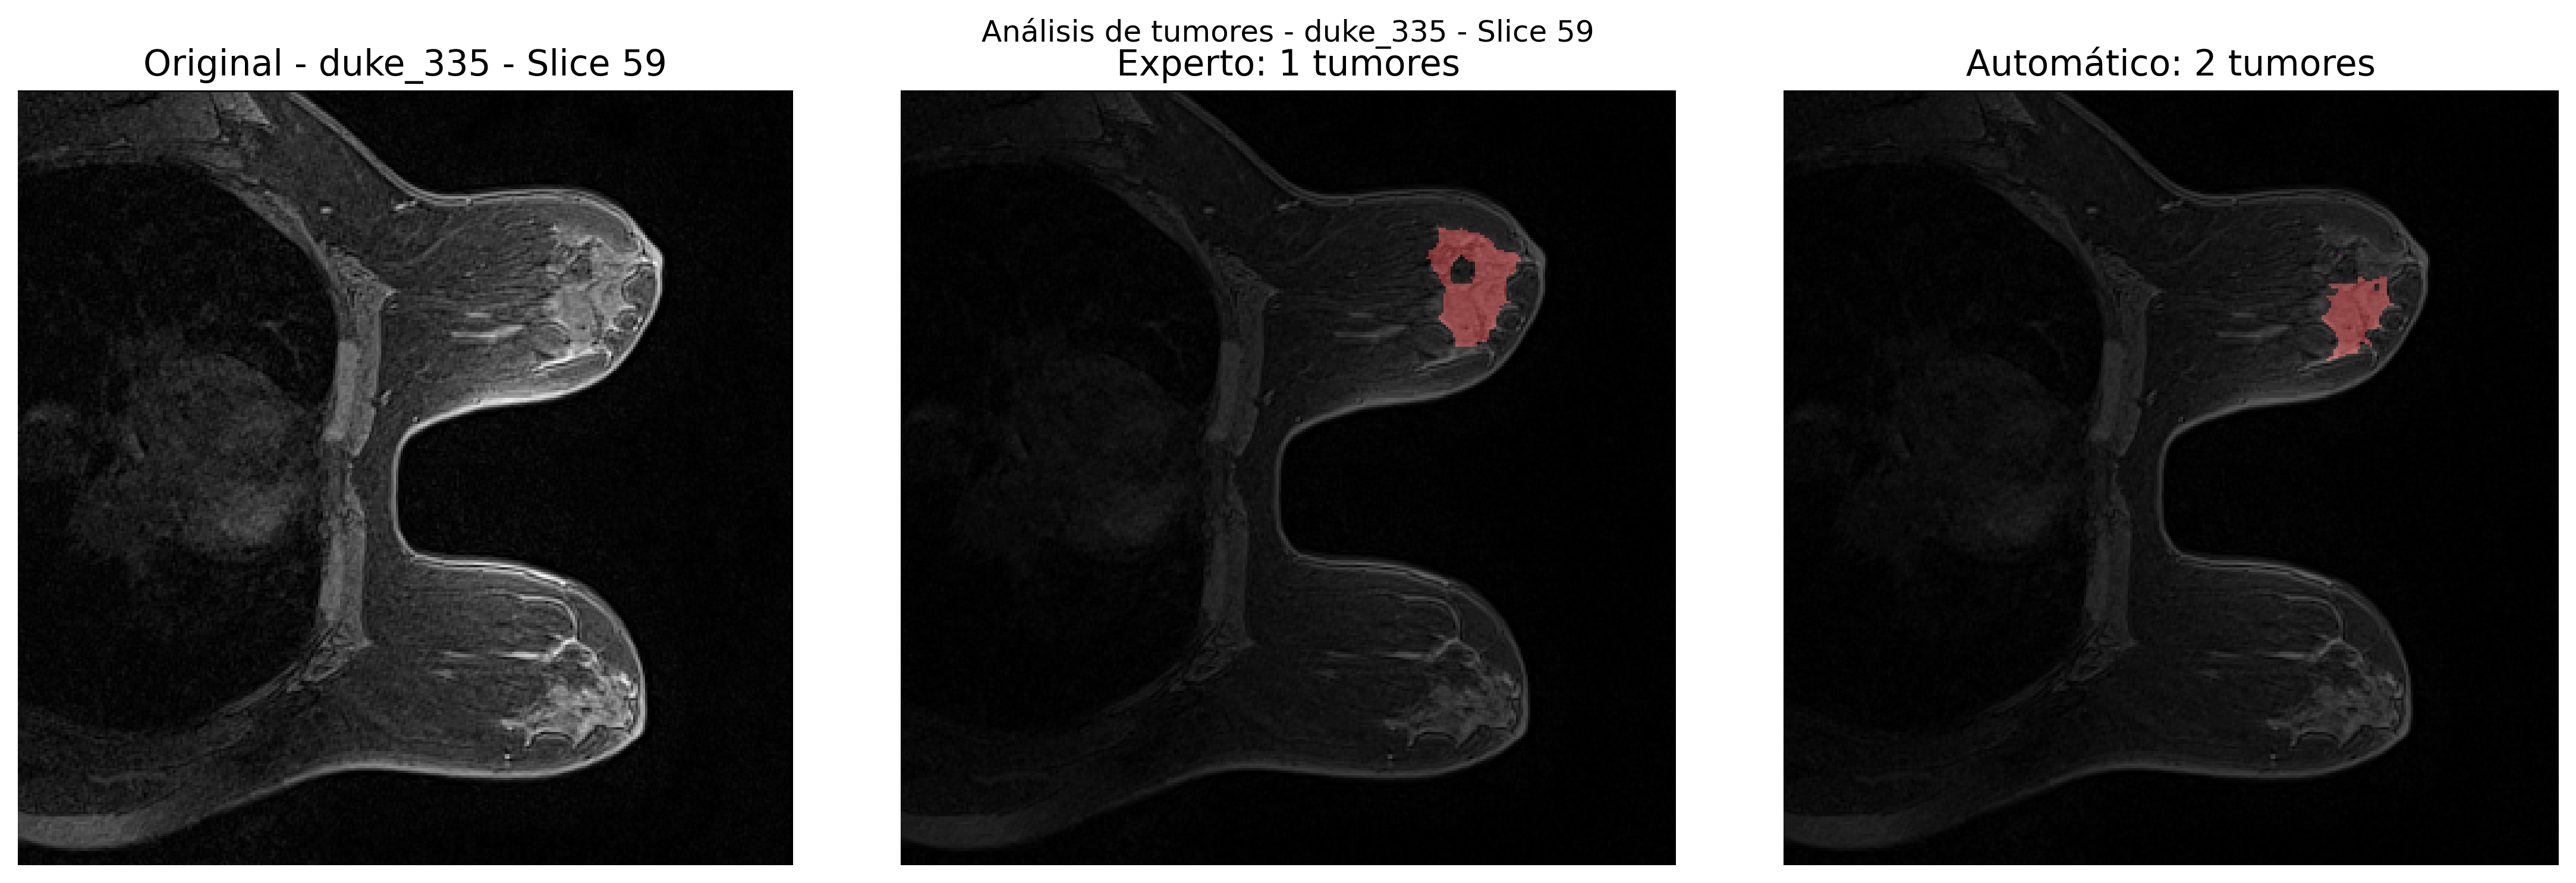 Análisis de tumores - duke_335 - Slice 59
Original - duke_335 - Slice 59
Experto: 1 tumores
Automático: 2 tumores